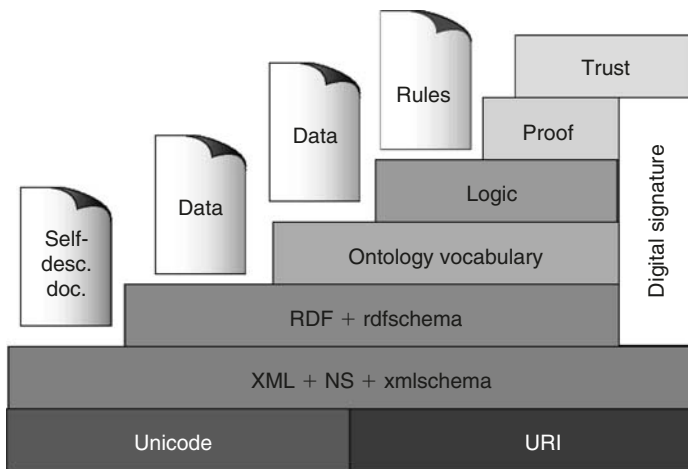 Trust
Rules
Proof
Data
Logic
Data
Digital signature
Self-
desc.
doc.
Ontology vocabulary
RDF + rdfschema
XML + NS + xmlschema
Unicode
URI